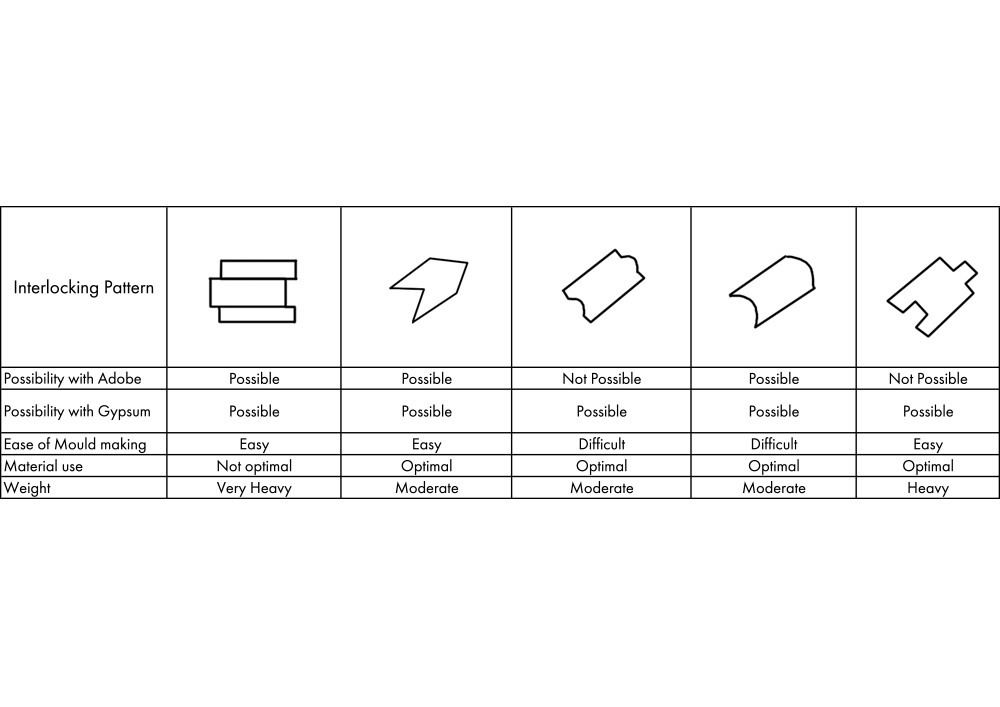 Interlocking Pattern
Possibility with Adobe Possible Possible Not Possible Possible Not Possible
Possibility with Gypsum Possible Possible Possible Possible Possible
Ease of Mould making Easy Easy Difficult Difficult Easy
Material use Not optimal Optimal Optimal Optimal Optimal
Weight Very Heavy Moderate Moderate Moderate Heavy